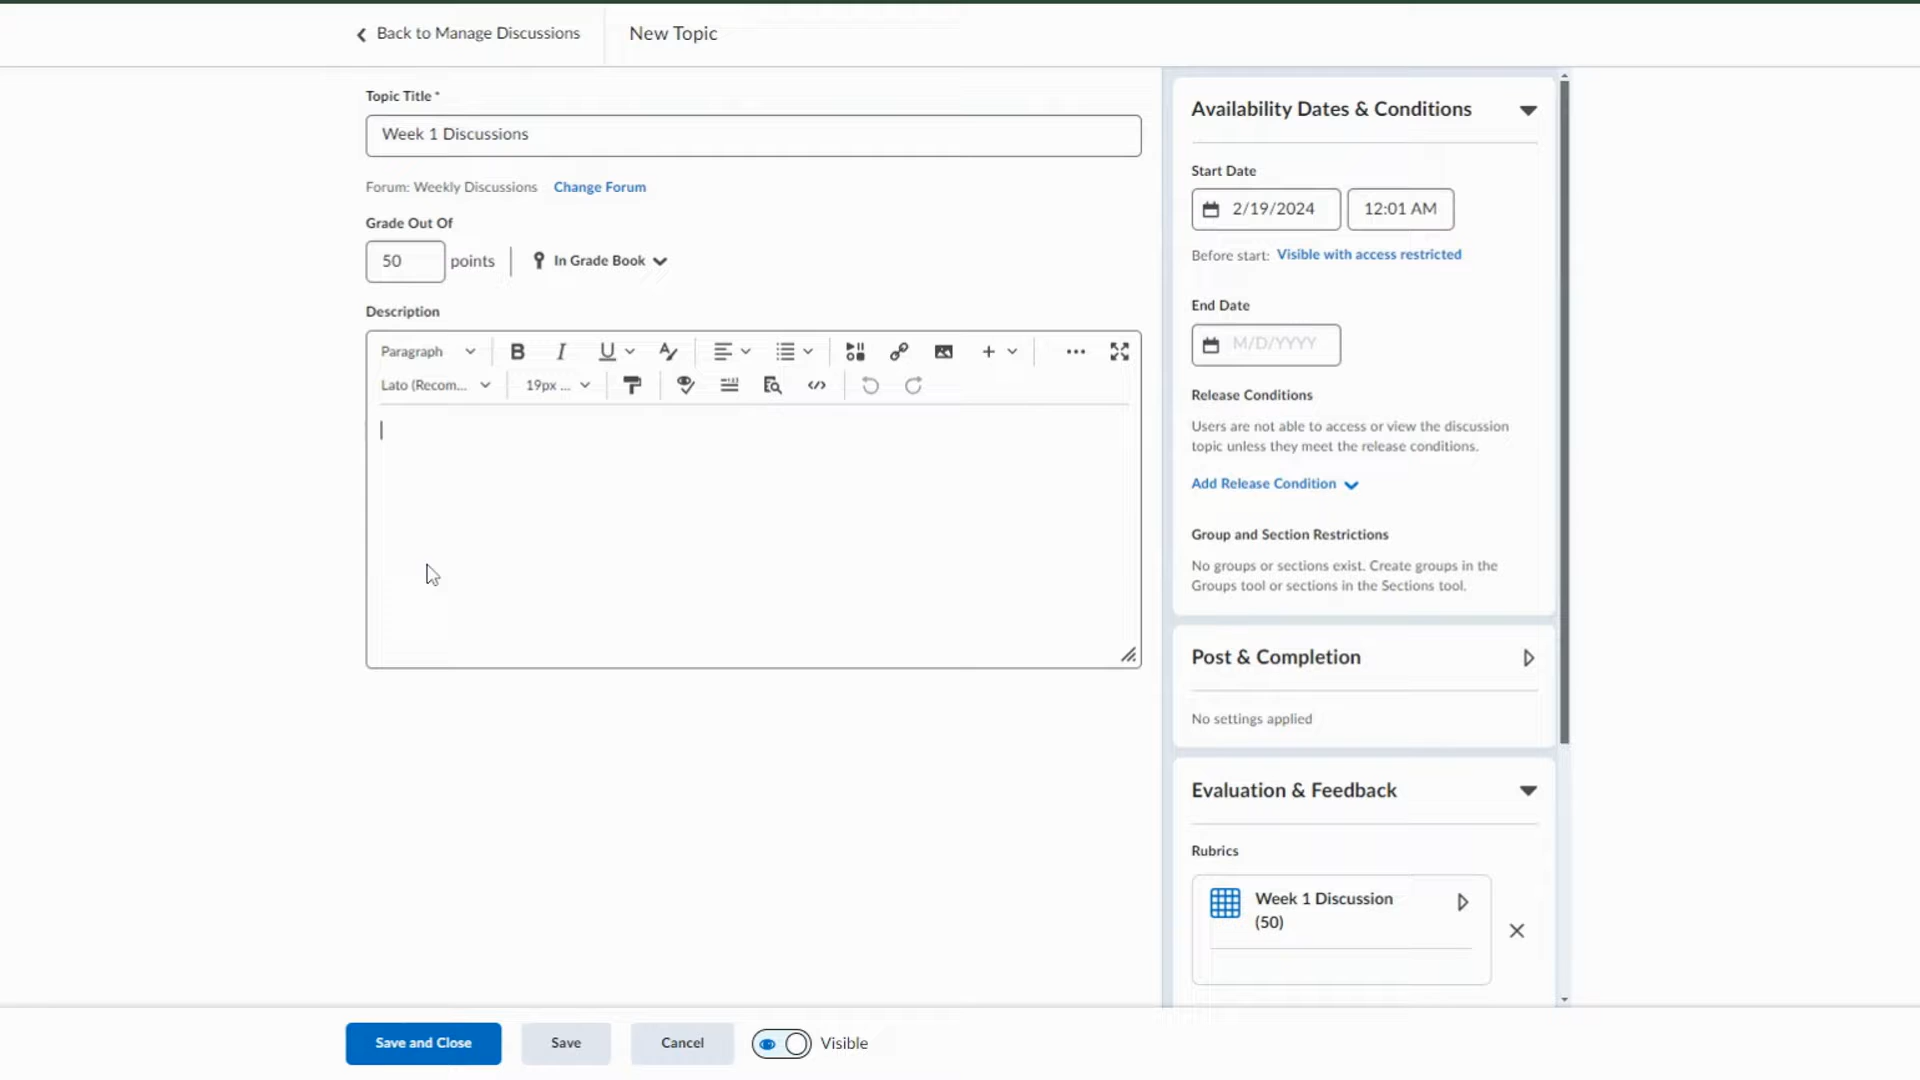 Back to Manage Discussions
New Topic
Topic Title *
Week 1 Discussions
Forum: Weekly Discussions Change Forum
Grade Out Of
50 points In Grade Book
Description
Paragraph B I U
Lato (Recom... 19px ...
Availability Dates & Conditions
Start Date
2/19/2024 12:01 AM
Before start: Visible with access restricted
End Date
M/D/YYYY
Release Conditions
Users are not able to access or view the discussion
topic unless they meet the release conditions.
Add Release Condition
Group and Section Restrictions
No groups or sections exist. Create groups in the
Groups tool or sections in the Sections tool.
Post & Completion
No settings applied
Evaluation & Feedback
Rubrics
Week 1 Discussion
(50)
Save and Close Save Cancel Visible